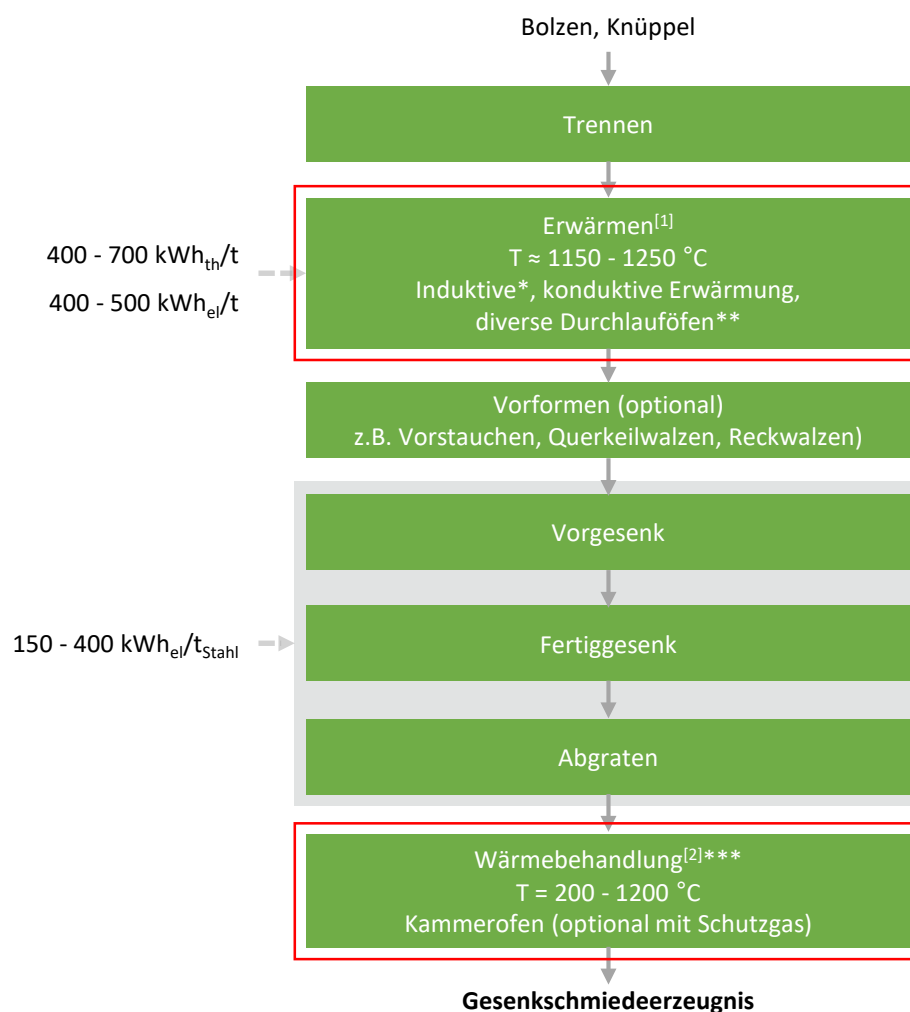 Bolzen, Knüppel
Trennen
Erwärmen[1]
T ≈ 1150 - 1250 °C
Induktive*, konduktive Erwärmung,
diverse Durchlauföfen**
400 - 700 kWhth/t
400 - 500 kWhel/t
Vorformen (optional)
z.B. Vorstauchen, Querkeilwalzen, Reckwalzen)
Vorgesenk
Fertiggesenk
150 - 400 kWhel/tStahl
Abgraten
Wärmebehandlung[2]***
T = 200 - 1200 °C
Kammerofen (optional mit Schutzgas)
Gesenkschmiedeerzeugnis